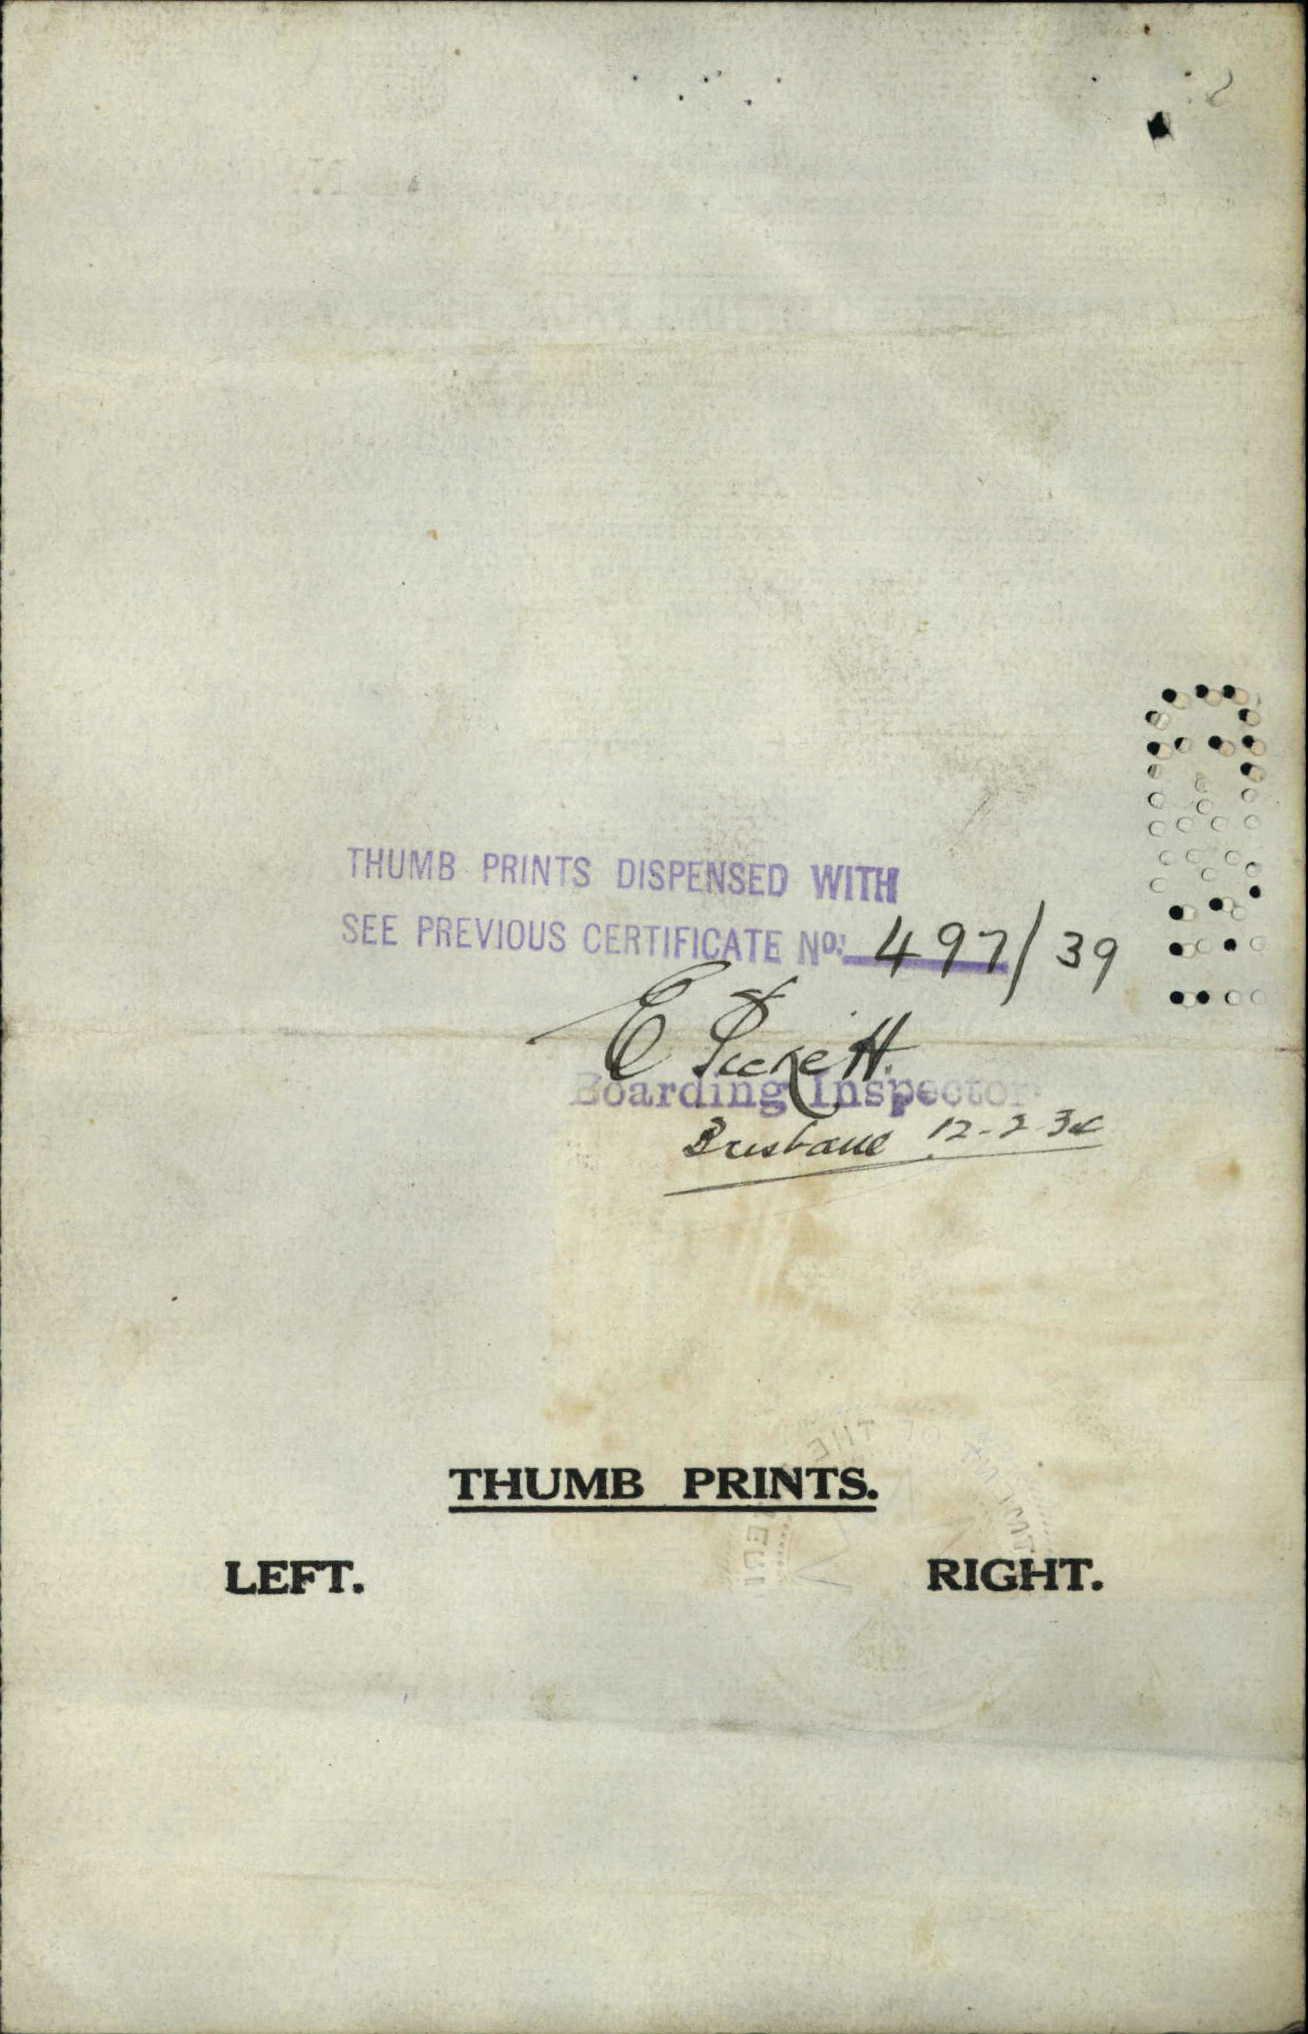 THUMB PRINTS DISPENSED WITH
SEE PREVIOUS CERTIFICATE No. 497/39
E Pickett.
Boarding Inspector
Brisbane 12-2-34
THUMB PRINTS.
LEFT.
RIGHT.